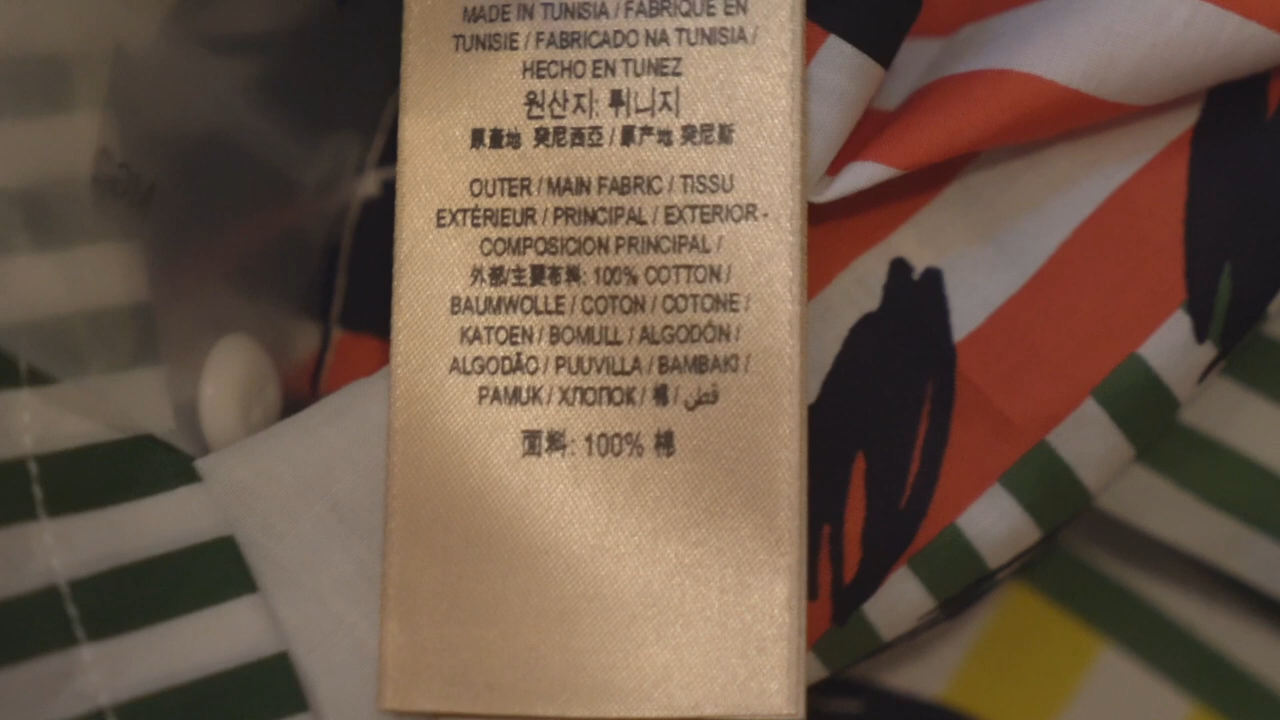 MADE IN TUNISIA / FABRIQUE EN
TUNISIE / FABRICADO NA TUNISIA /
HECHO EN TUNEZ
원산지: 튀니지
原產地 突尼西亞 / 原产地 突尼斯
OUTER / MAIN FABRIC / TISSU
EXTÉRIEUR / PRINCIPAL / EXTERIOR -
COMPOSICION PRINCIPAL /
外部/主要布料: 100% COTTON /
BAUMWOLLE / COTON / COTONE /
KATOEN / BOMULL / ALGODÓN /
ALGODÃO / PUUVILLA / BAMBAKI /
PAMUK / ХЛОПОК / 棉 / قطن
面料: 100% 棉